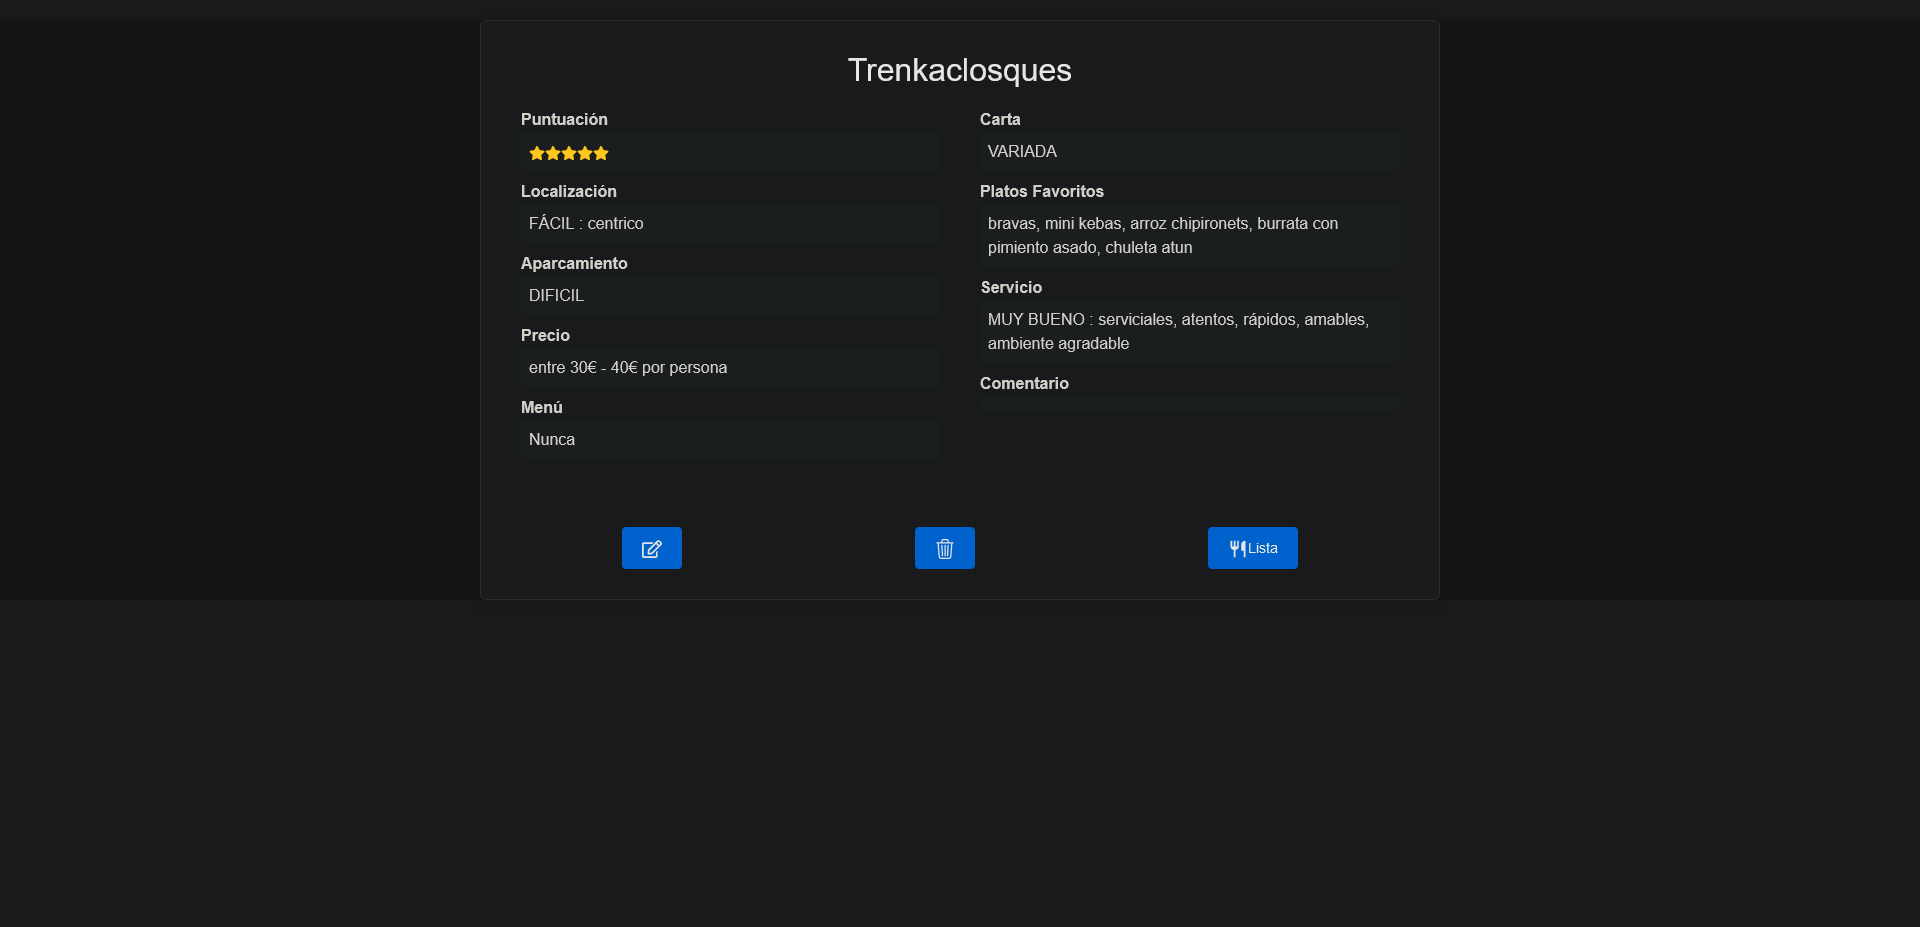 Trenkaclosques
Puntuación
Localización
FÁCIL : centrico
Aparcamiento
DIFICIL
Precio
entre 30€ - 40€ por persona
Menú
Nunca
Carta
VARIADA
Platos Favoritos
bravas, mini kebas, arroz chipironets, burrata con
pimiento asado, chuleta atun
Servicio
MUY BUENO : serviciales, atentos, rápidos, amables,
ambiente agradable
Comentario
Lista